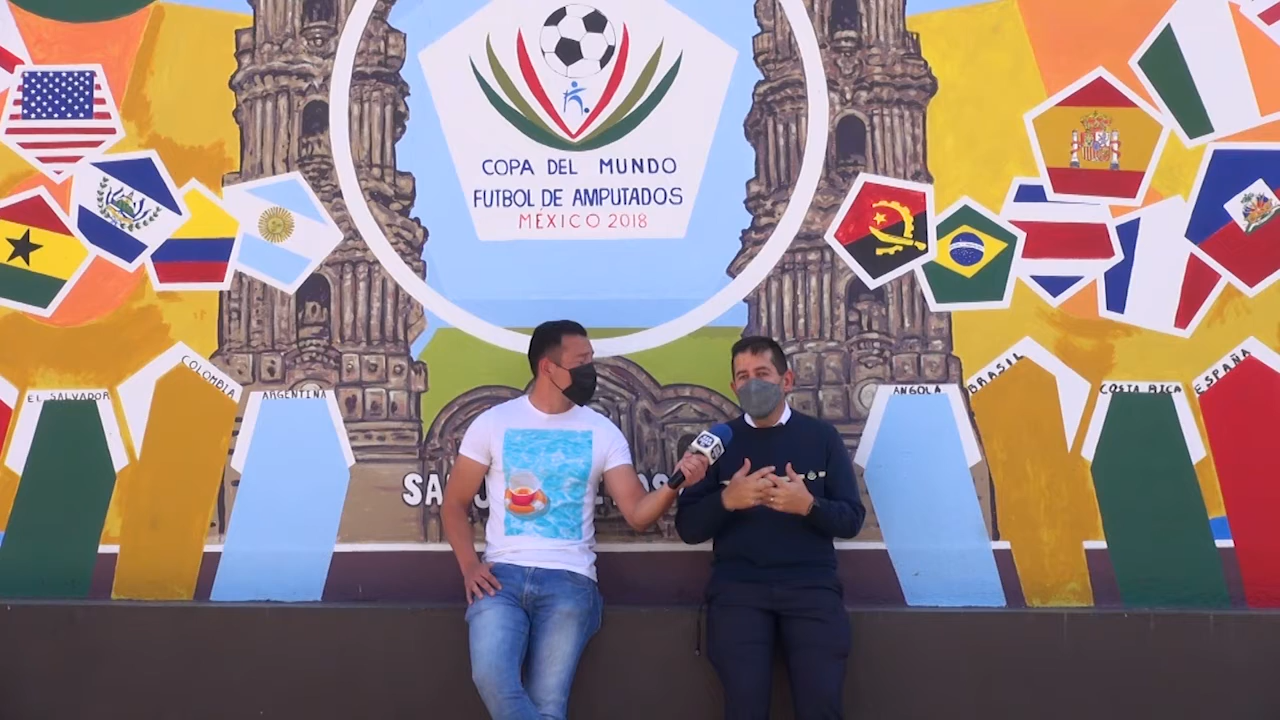 COPA DEL MUNDO
FUTBOL DE AMPUTADOS
MÉXICO 2018
EL SALVADOR
COLOMBIA
ARGENTINA
ANGOLA
BRASIL
COSTA RICA
ESPAÑA